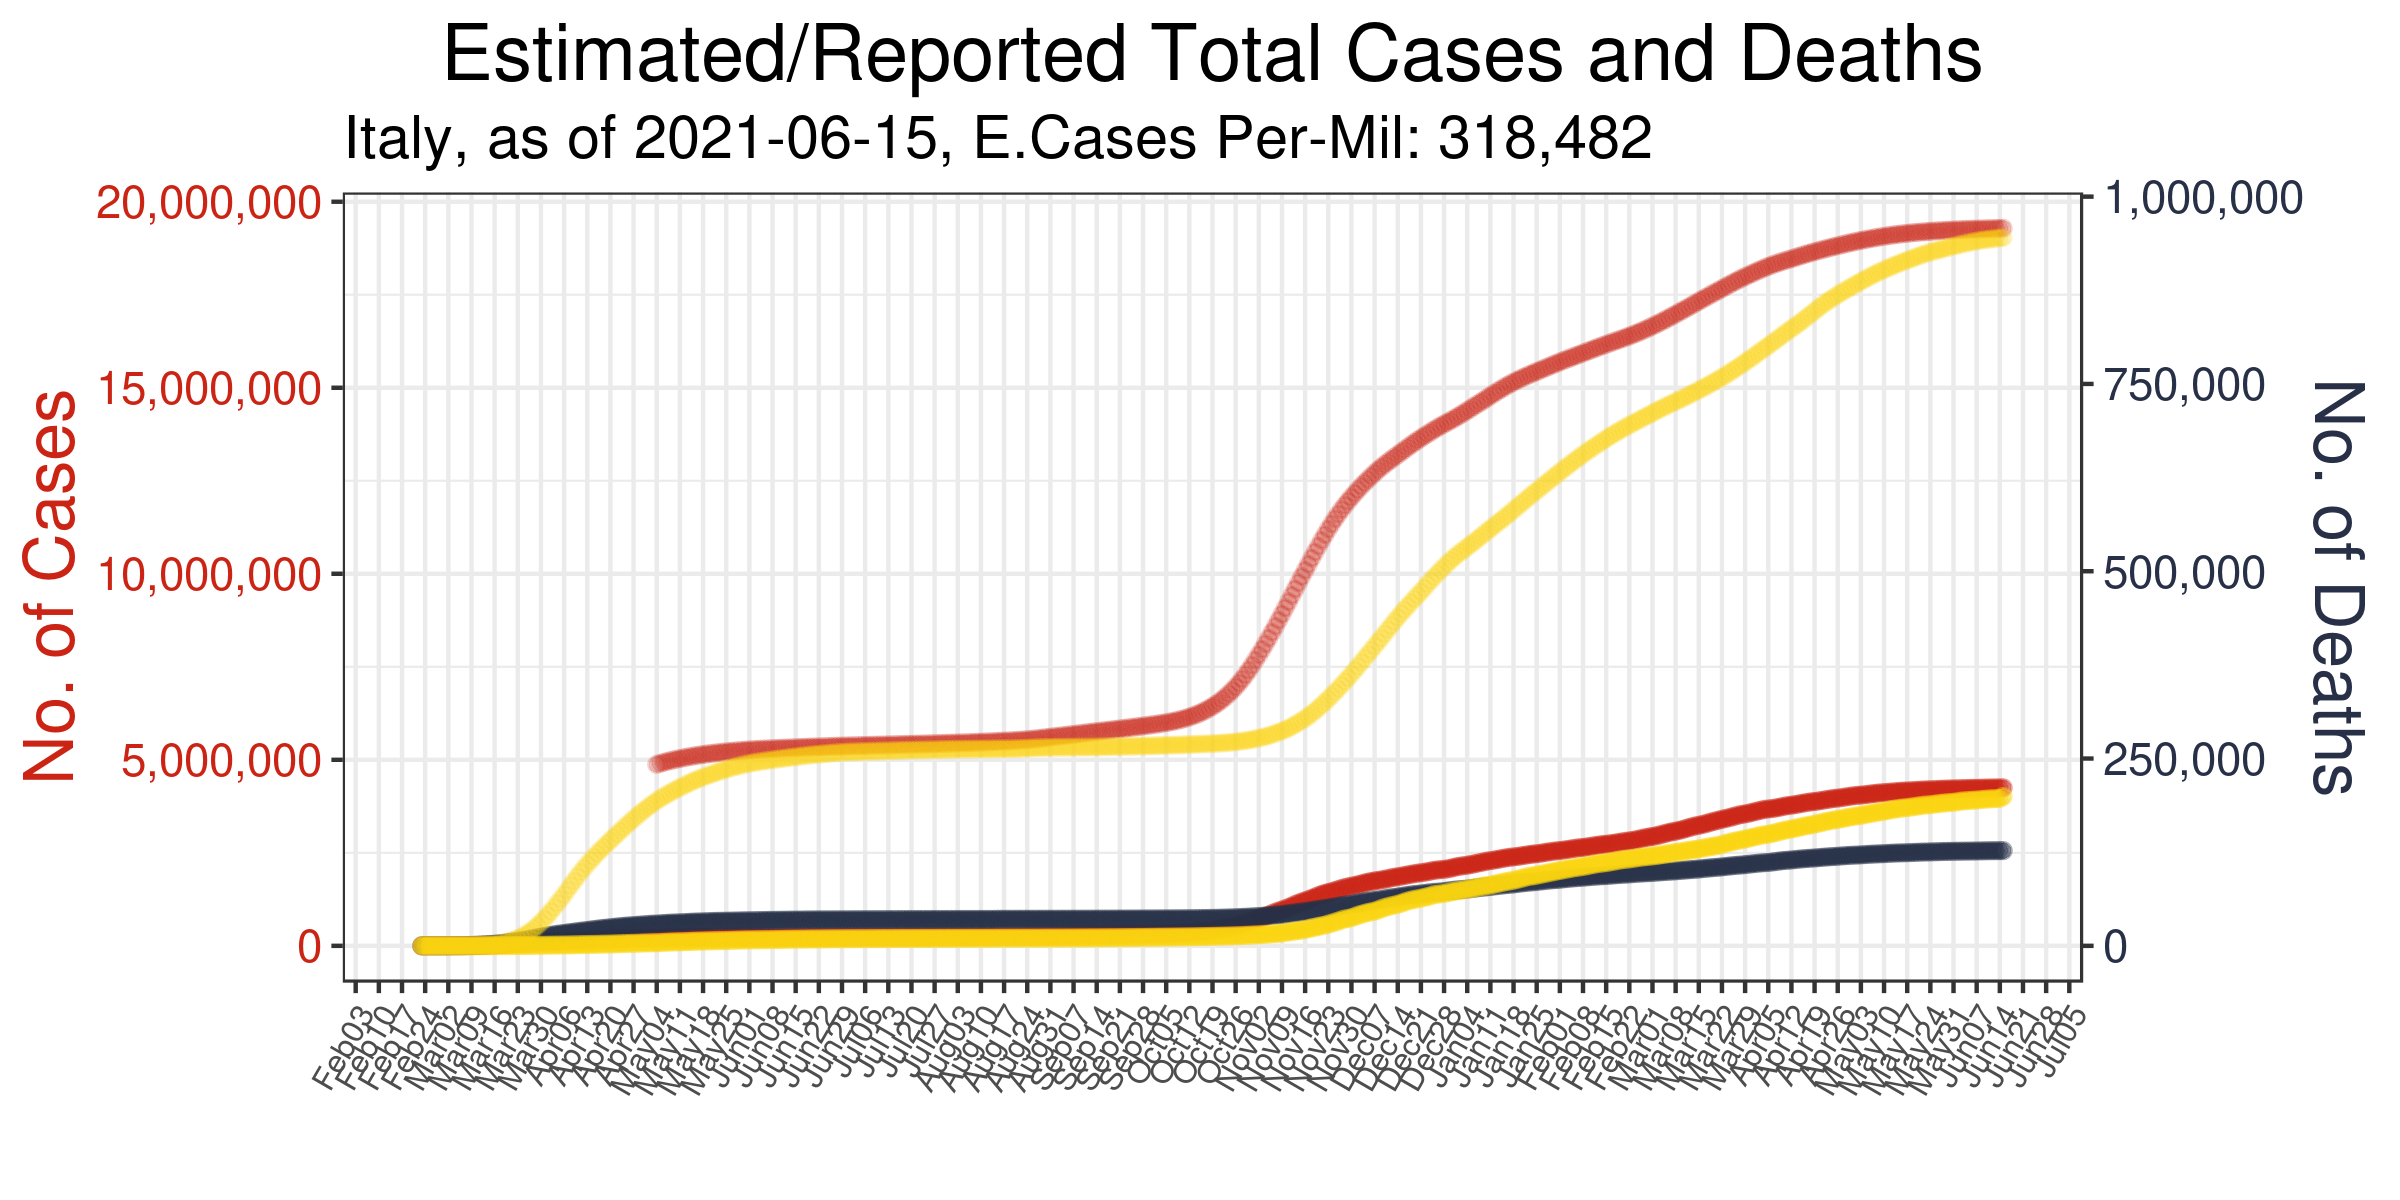 Estimated/Reported Total Cases and Deaths
Italy, as of 2021-06-15, E.Cases Per-Mil: 318,482
No. of Cases
20,000,000
15,000,000
10,000,000
5,000,000
0
1,000,000
750,000
500,000
250,000
0
No. of Deaths
Feb03
Feb10
Feb17
Feb24
Mar02
Mar09
Mar16
Mar23
Mar30
Apr06
Apr13
Apr20
Apr27
May04
May11
May18
May25
Jun01
Jun08
Jun15
Jun22
Jun29
Jul06
Jul13
Jul20
Jul27
Aug03
Aug10
Aug17
Aug24
Aug31
Sep07
Sep14
Sep21
Sep28
Oct05
Oct12
Oct19
Oct26
Nov02
Nov09
Nov16
Nov23
Nov30
Dec07
Dec14
Dec21
Dec28
Jan04
Jan11
Jan18
Jan25
Feb01
Feb08
Feb15
Feb22
Mar01
Mar08
Mar15
Mar22
Mar29
Apr05
Apr12
Apr19
Apr26
May03
May10
May17
May24
May31
Jun07
Jun14
Jun21
Jun28
Jul05